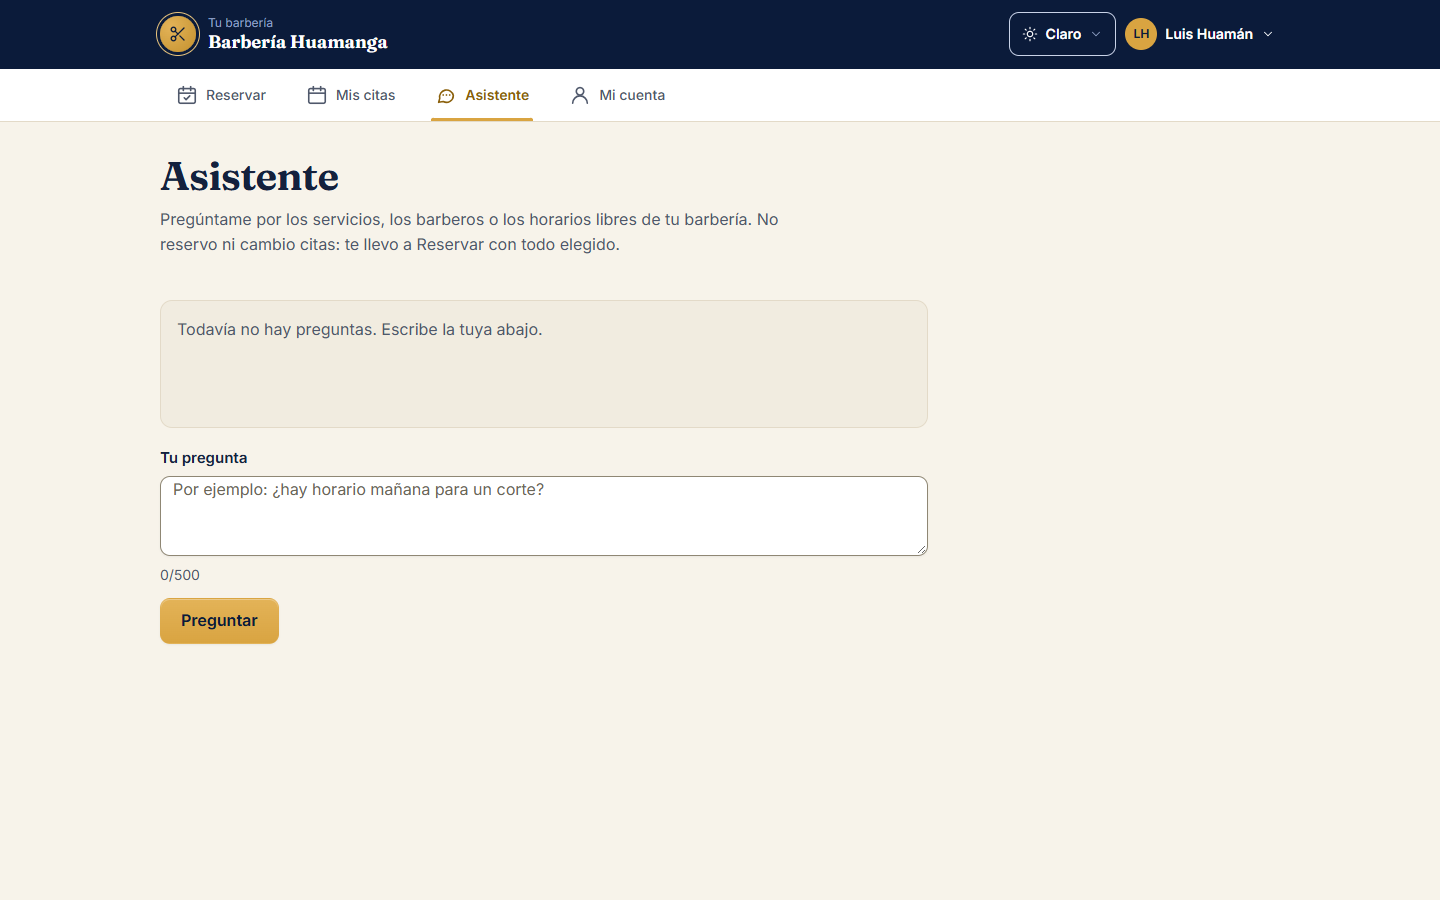 Tu barbería
Barbería Huamanga
Claro
LH
Luis Huamán
Reservar
Mis citas
Asistente
Mi cuenta
Asistente
Pregúntame por los servicios, los barberos o los horarios libres de tu barbería. No
reservo ni cambio citas: te llevo a Reservar con todo elegido.
Todavía no hay preguntas. Escribe la tuya abajo.
Tu pregunta
Por ejemplo: ¿hay horario mañana para un corte?
0/500
Preguntar